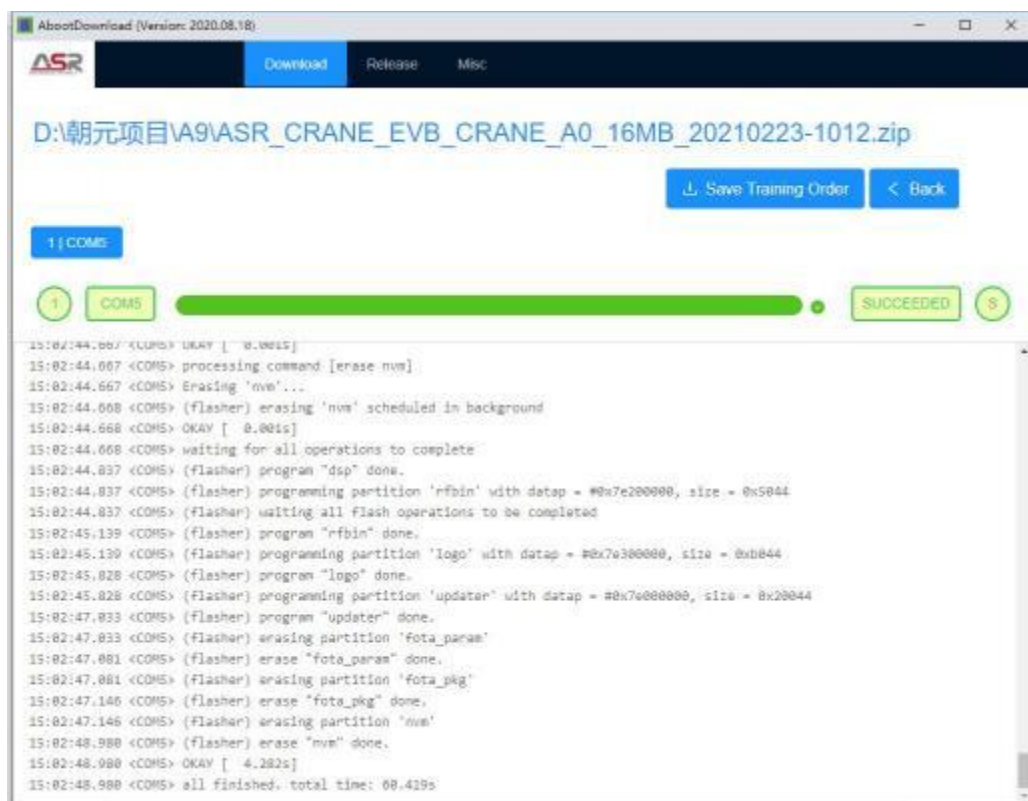 AbootDownload (Version: 2020.08.18)
ASR
Download Release Misc
D:\朝元项目\A9\ASR_CRANE_EVB_CRANE_A0_16MB_20210223-1012.zip
Save Training Order < Back
1 | COM5
1 COM5 SUCCEEDED S
15:02:44.667 <COM5> OKAY [ 0.001s]
15:02:44.667 <COM5> processing command [erase nvm]
15:02:44.667 <COM5> Erasing 'nvm'...
15:02:44.668 <COM5> (flasher) erasing 'nvm' scheduled in background
15:02:44.668 <COM5> OKAY [ 0.001s]
15:02:44.668 <COM5> waiting for all operations to complete
15:02:44.837 <COM5> (flasher) program "dsp" done.
15:02:44.837 <COM5> (flasher) programming partition 'rfbin' with datap = #0x7e200000, size = 0x5044
15:02:44.837 <COM5> (flasher) waiting all flash operations to be completed
15:02:45.139 <COM5> (flasher) program "rfbin" done.
15:02:45.139 <COM5> (flasher) programming partition 'logo' with datap = #0x7e300000, size = 0xb044
15:02:45.828 <COM5> (flasher) program "logo" done.
15:02:45.828 <COM5> (flasher) programming partition 'updater' with datap = #0x7e000000, size = 0x20044
15:02:47.033 <COM5> (flasher) program "updater" done.
15:02:47.033 <COM5> (flasher) erasing partition 'fota_param'
15:02:47.081 <COM5> (flasher) erase "fota_param" done.
15:02:47.081 <COM5> (flasher) erasing partition 'fota_pkg'
15:02:47.146 <COM5> (flasher) erase "fota_pkg" done.
15:02:47.146 <COM5> (flasher) erasing partition 'nvm'
15:02:48.980 <COM5> (flasher) erase "nvm" done.
15:02:48.980 <COM5> OKAY [ 4.282s]
15:02:48.980 <COM5> all finished. total time: 60.429s